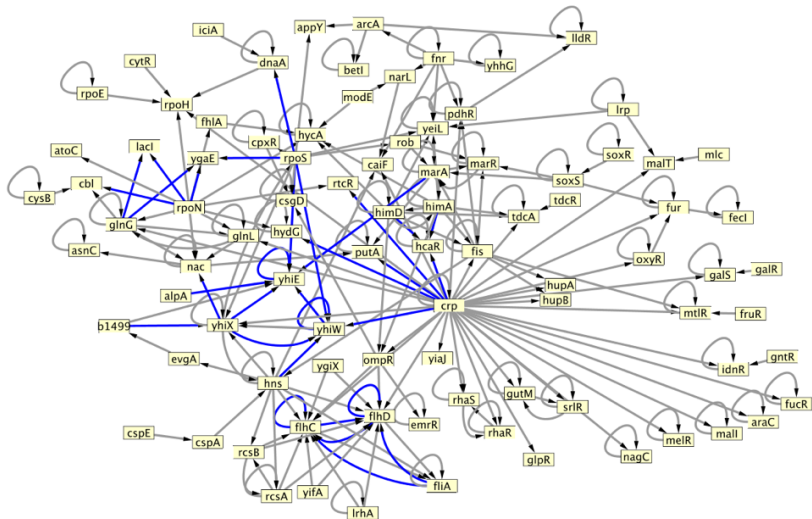 iciA
appY
arcA
cytR
dnaA
fnr
lldR
betI
narL
yhhG
rpoE
rpoH
modE
pdhR
fhlA
hycA
yeiL
lrp
lacI
cpxR
rob
atoC
ygaE
rpoS
caiF
marA
marR
soxR
malT
mlc
cbl
rtcR
soxS
cysB
rpoN
csgD
himD
himA
tdcR
fur
fecI
glnG
glnL
hydG
tdcA
asnC
putA
hcaR
fis
oxyR
nac
yhiE
hupA
galS
galR
alpA
hupB
crp
mtlR
fruR
b1499
yhiX
yhiW
evgA
ygiX
ompR
yiaJ
idnR
gntR
hns
rhaS
gutM
srlR
fucR
flhC
flhD
emrR
araC
cspE
cspA
rhaR
melR
malI
rcsB
glpR
nagC
rcsA
yifA
fliA
lrhA